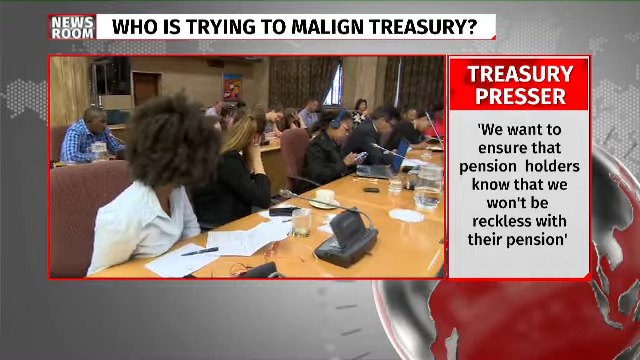 NEWS
ROOM
WHO IS TRYING TO MALIGN TREASURY?
TREASURY
PRESSER
'We want to
ensure that
pension holders
know that we
won't be
reckless with
their pension'